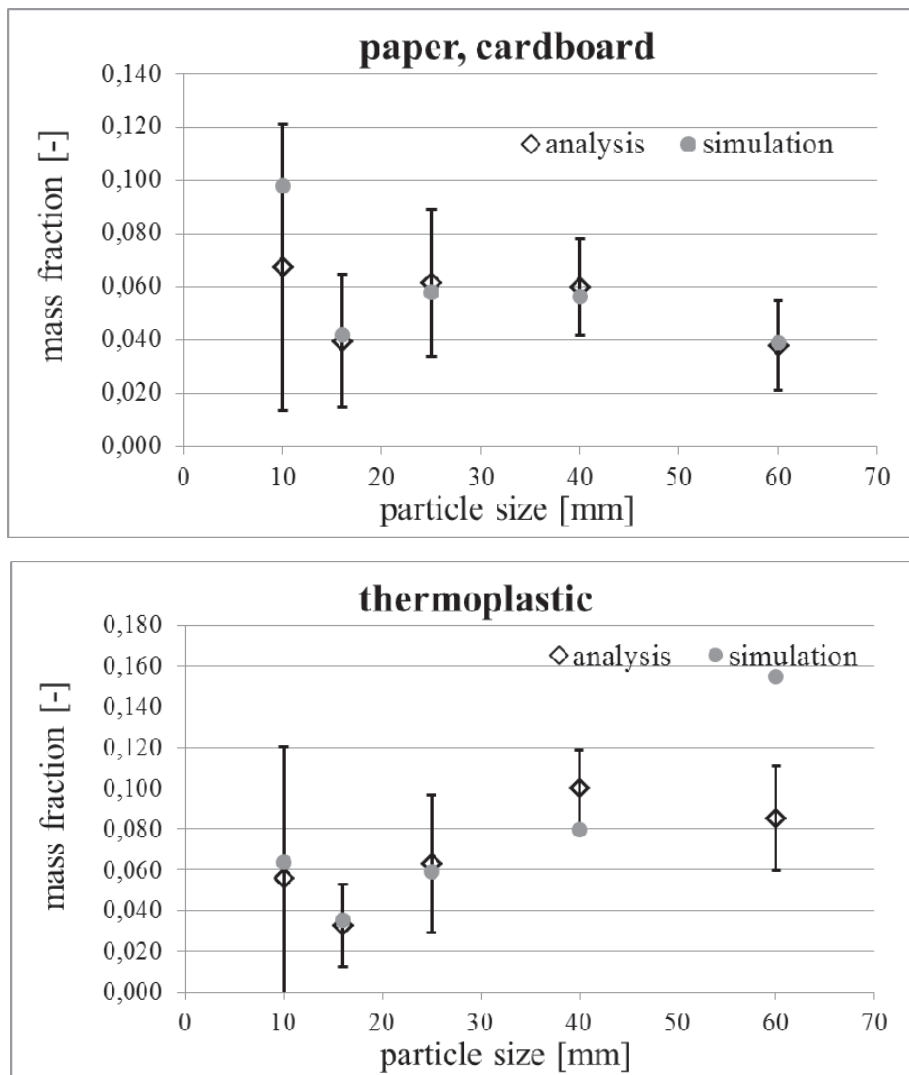 paper, cardboard
0,140
0,120
0,100
0,080
0,060
0,040
0,020
0,000
mass fraction [-]
analysis simulation
0 10 20 30 40 50 60 70
particle size [mm]
thermoplastic
0,180
0,160
0,140
0,120
0,100
0,080
0,060
0,040
0,020
0,000
mass fraction [-]
analysis simulation
0 10 20 30 40 50 60 70
particle size [mm]